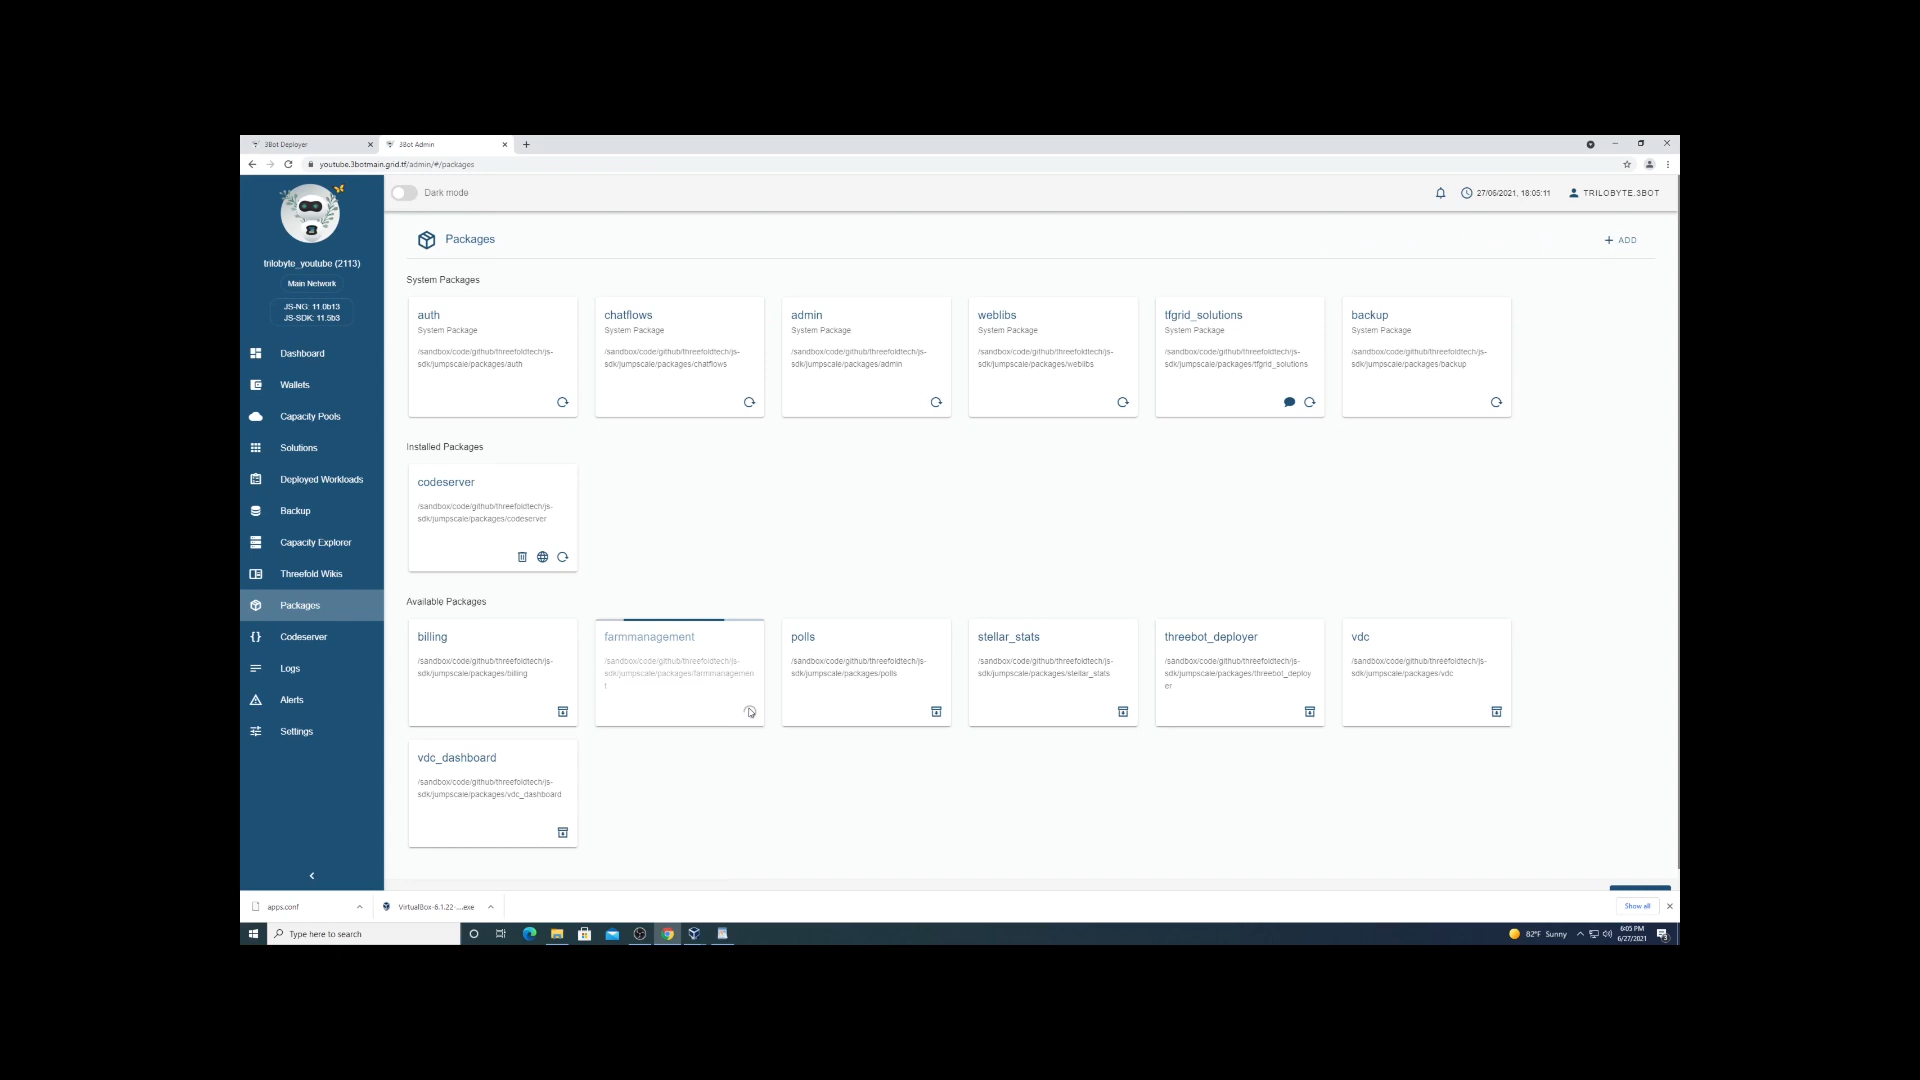 3Bot Deployer
3Bot Admin
youtube.3botmain.grid.tf/admin/#/packages
Dark mode
27/06/2021, 18:05:11
TRILOBYTE.3BOT
trilobyte_youtube (2113)
Main Network
JS-NG: 11.0b13
JS-SDK: 11.5b3
Dashboard
Wallets
Capacity Pools
Solutions
Deployed Workloads
Backup
Capacity Explorer
Threefold Wikis
Packages
Codeserver
Logs
Alerts
Settings
Packages
ADD
System Packages
auth
System Package
/sandbox/code/github/threefoldtech/js-
sdk/jumpscale/packages/auth
chatflows
System Package
/sandbox/code/github/threefoldtech/js-
sdk/jumpscale/packages/chatflows
admin
System Package
/sandbox/code/github/threefoldtech/js-
sdk/jumpscale/packages/admin
weblibs
System Package
/sandbox/code/github/threefoldtech/js-
sdk/jumpscale/packages/weblibs
tfgrid_solutions
System Package
/sandbox/code/github/threefoldtech/js-
sdk/jumpscale/packages/tfgrid_solutions
backup
System Package
/sandbox/code/github/threefoldtech/js-
sdk/jumpscale/packages/backup
Installed Packages
codeserver
/sandbox/code/github/threefoldtech/js-
sdk/jumpscale/packages/codeserver
Available Packages
billing
/sandbox/code/github/threefoldtech/js-
sdk/jumpscale/packages/billing
farmmanagement
/sandbox/code/github/threefoldtech/js-
sdk/jumpscale/packages/farmmanagemen
t
polls
/sandbox/code/github/threefoldtech/js-
sdk/jumpscale/packages/polls
stellar_stats
/sandbox/code/github/threefoldtech/js-
sdk/jumpscale/packages/stellar_stats
threebot_deployer
/sandbox/code/github/threefoldtech/js-
sdk/jumpscale/packages/threebot_deploy
er
vdc
/sandbox/code/github/threefoldtech/js-
sdk/jumpscale/packages/vdc
vdc_dashboard
/sandbox/code/github/threefoldtech/js-
sdk/jumpscale/packages/vdc_dashboard
apps.conf
VirtualBox-6.1.22-....exe
Show all
Type here to search
82°F Sunny
6:05 PM
6/27/2021